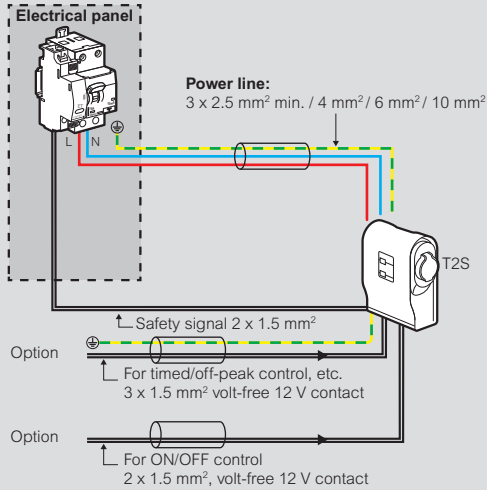 Electrical panel
Power line:
3 x 2.5 mm² min. / 4 mm² / 6 mm² / 10 mm²
L N
T2S
Safety signal 2 x 1.5 mm²
Option
For timed/off-peak control, etc.
3 x 1.5 mm² volt-free 12 V contact
Option
For ON/OFF control
2 x 1.5 mm², volt-free 12 V contact